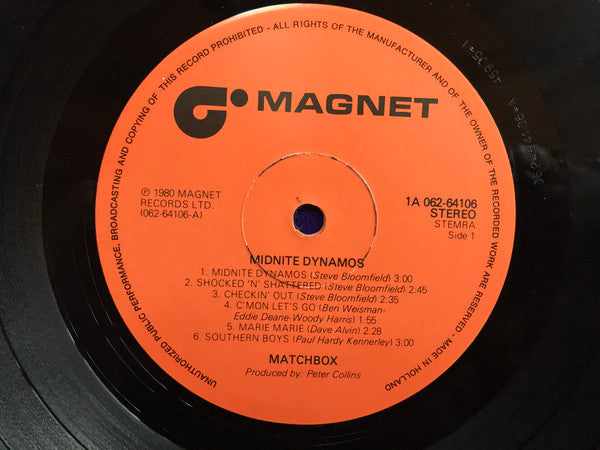 UNAUTHORIZED PUBLIC PERFORMANCE, BROADCASTING AND COPYING OF THIS RECORD PROHIBITED - ALL RIGHTS OF THE MANUFACTURER AND OF THE OWNER OF THE RECORDED WORK ARE RESERVED - MADE IN HOLLAND
MAGNET
℗ 1980 MAGNET
RECORDS LTD.
(062-64106-A)
1A 062-64106
STEREO
STEMRA
Side 1
MIDNITE DYNAMOS
1. MIDNITE DYNAMOS (Steve Bloomfield) 3:00
2. SHOCKED 'N' SHATTERED (Steve Bloomfield) 2:45
3. CHECKIN' OUT (Steve Bloomfield) 2:35
4. C'MON LET'S GO (Ben Weisman-
Eddie Deane-Woody Harris) 1:55
5. MARIE MARIE (Dave Alvin) 2:28
6. SOUTHERN BOYS (Paul Hardy Kennerley) 3:00
MATCHBOX
Produced by: Peter Collins